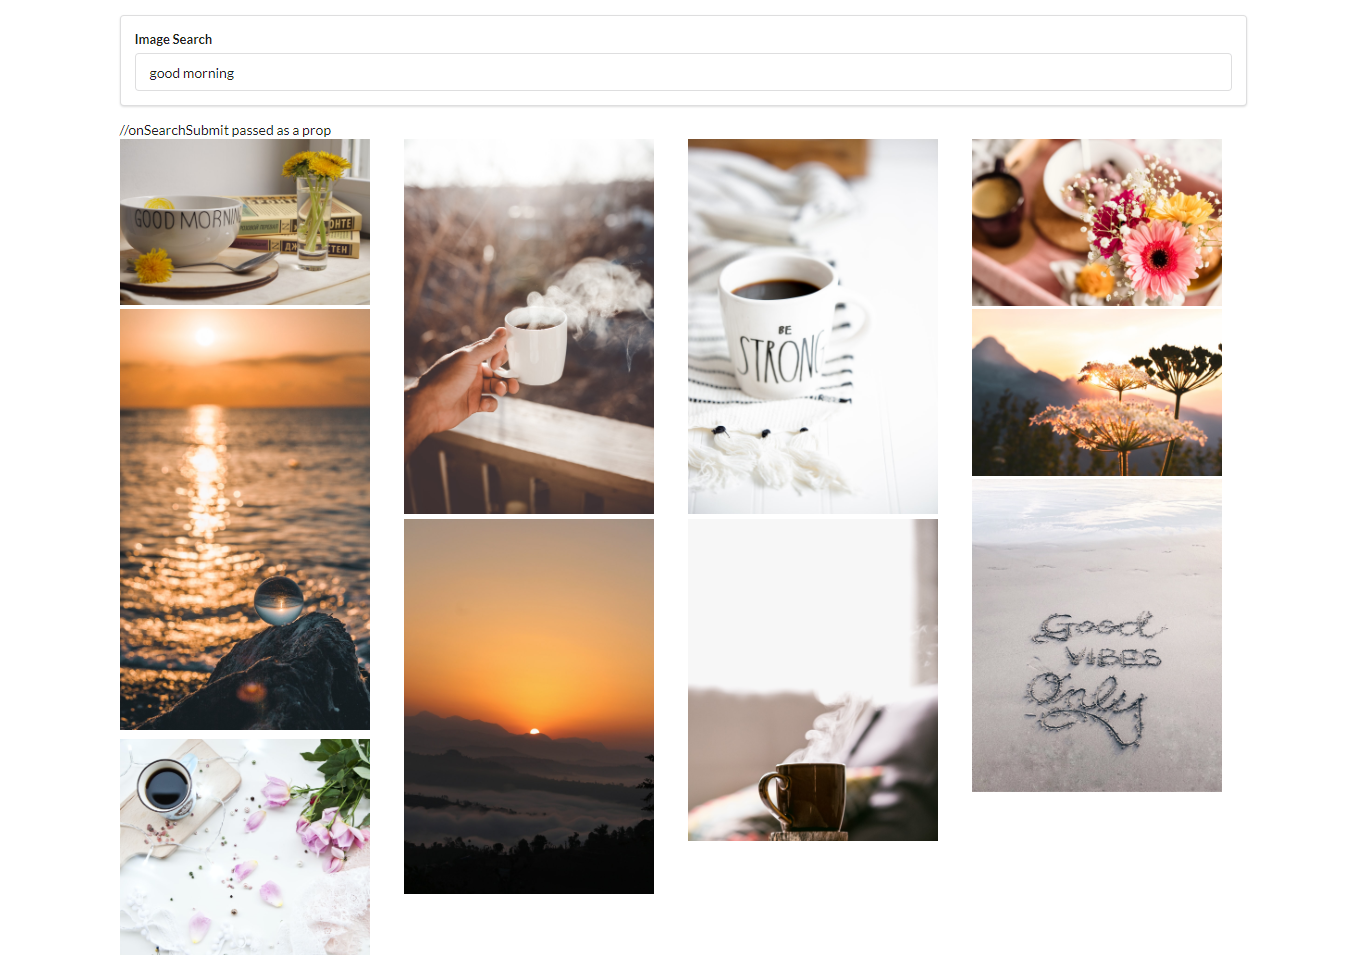 Image Search
good morning
//onSearchSubmit passed as a prop
GOOD MORNIN
BE
STRONG
Good
VIBES
Only